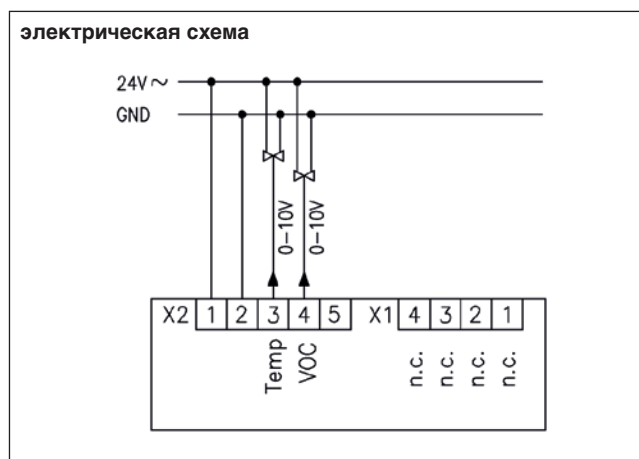 электрическая схема
24V~
GND
0–10V
0–10V
X2 1 2 3 4 5 X1 4 3 2 1
Temp
VOC
n.c.
n.c.
n.c.
n.c.